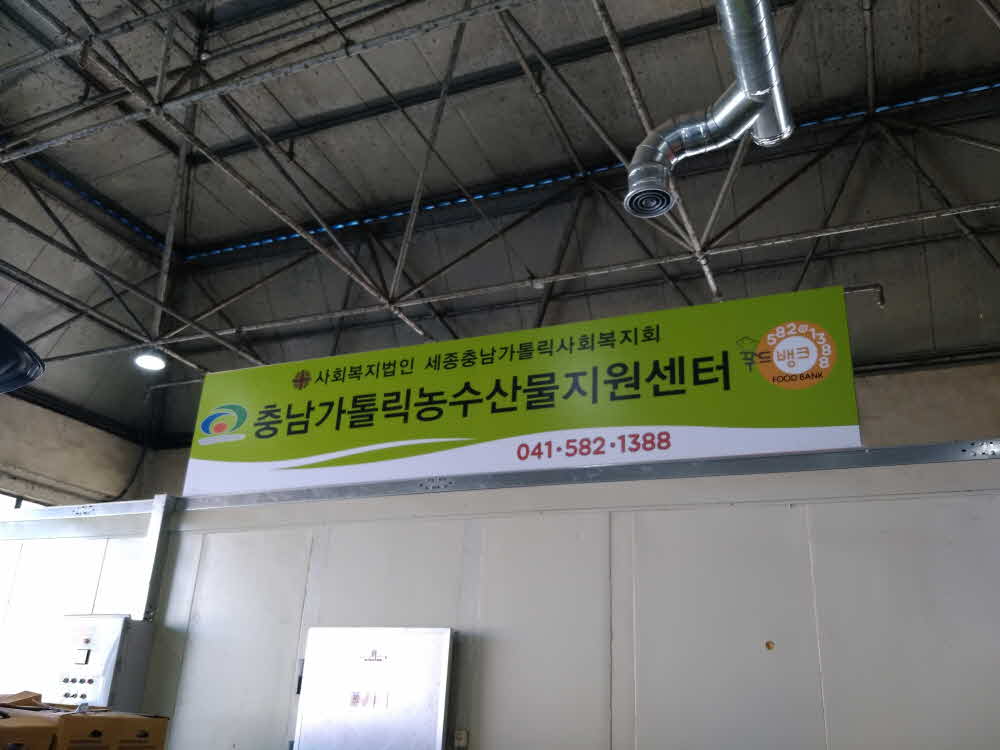 사회복지법인 세종충남가톨릭사회복지회
충남가톨릭농수산물지원센터
041·582·1388
푸드뱅크
582-1388
FOOD BANK